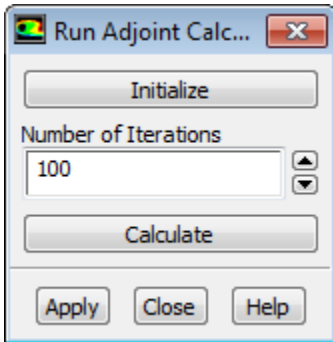 Run Adjoint Calc...
Initialize
Number of Iterations
100
Calculate
Apply Close Help